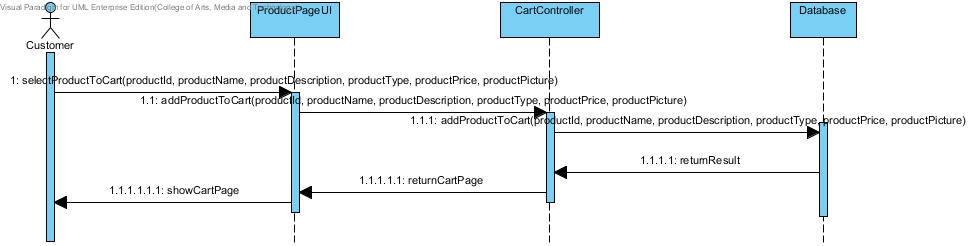 Visual Paradigm for UML Enterprise Edition(College of Arts, Media and
ProductPageUI
CartController
Database
Customer
1: selectProductToCart(productId, productName, productDescription, productType, productPrice, productPicture)
1.1: addProductToCart(productId, productName, productDescription, productType, productPrice, productPicture)
1.1.1: addProductToCart(productId, productName, productDescription, productType, productPrice, productPicture)
1.1.1.1: returnResult
1.1.1.1.1: returnCartPage
1.1.1.1.1.1: showCartPage